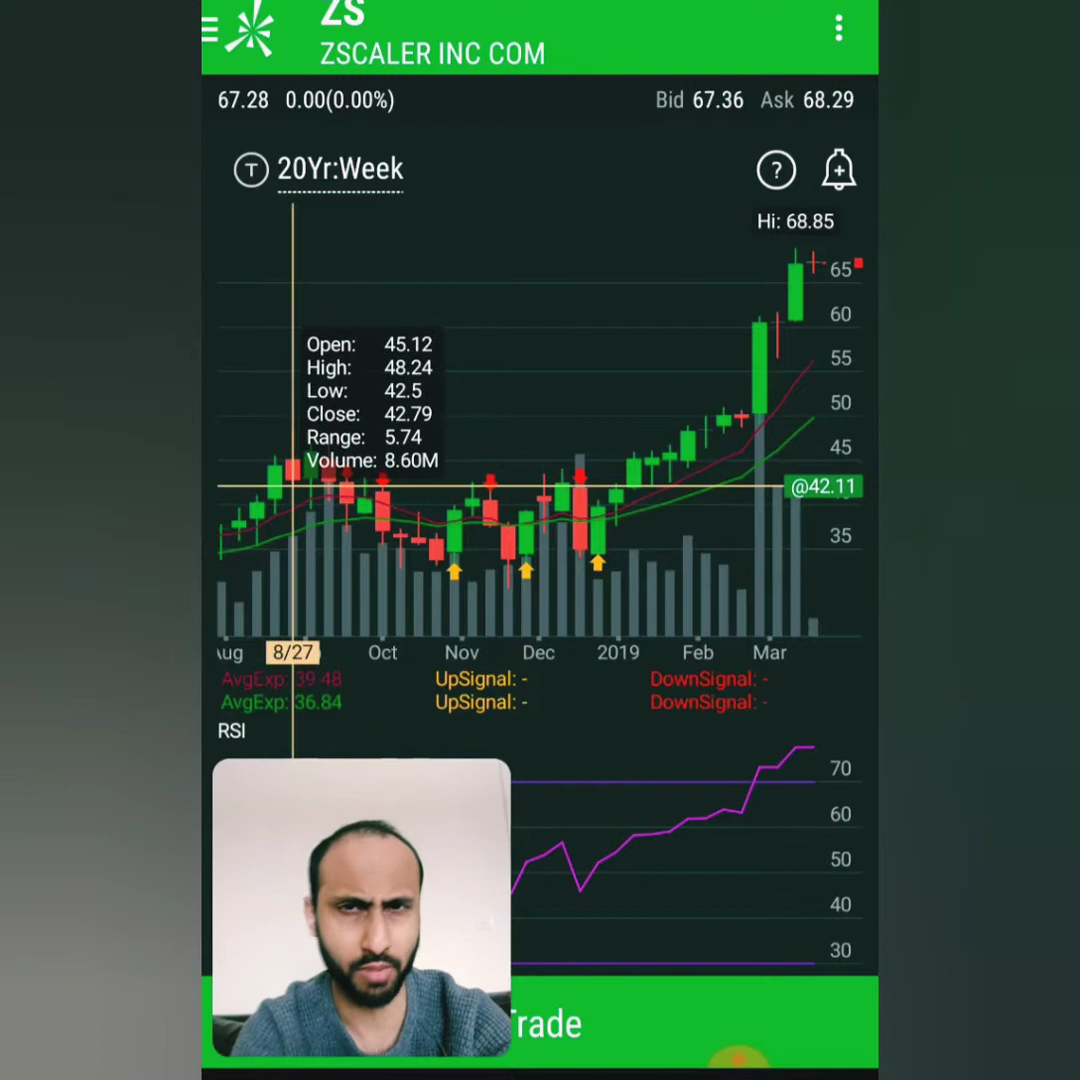 ZS
ZSCALER INC COM
67.28 0.00(0.00%) Bid 67.36 Ask 68.29
T 20Yr:Week ?
Hi: 68.85
65
60
55
50
45
35
Open: 45.12
High: 48.24
Low: 42.5
Close: 42.79
Range: 5.74
Volume: 8.60M
@42.11
8/27 Oct Nov Dec 2019 Feb Mar
AvgExp: 39.48 UpSignal: - DownSignal: -
AvgExp: 36.84 UpSignal: - DownSignal: -
RSI
70
60
50
40
30
Trade